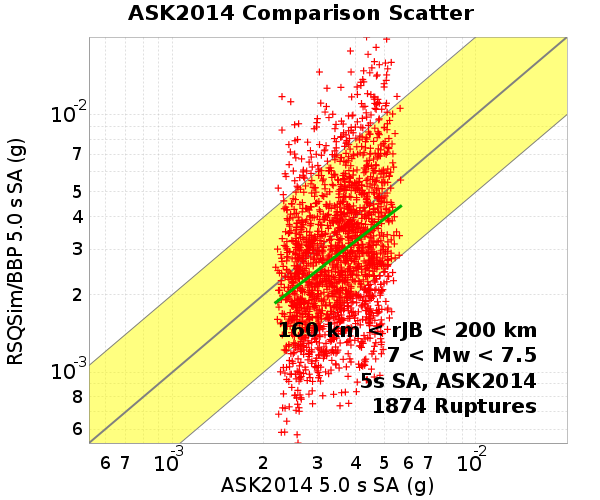 ASK2014 Comparison Scatter
RSQSim/BBP 5.0 s SA (g)
10-2
7
5
4
3
2
10-3
8
6
160 km < rJB < 200 km
7 < Mw < 7.5
5s SA, ASK2014
1874 Ruptures
6 7 10-3 2 3 4 5 6 7 10-2
ASK2014 5.0 s SA (g)